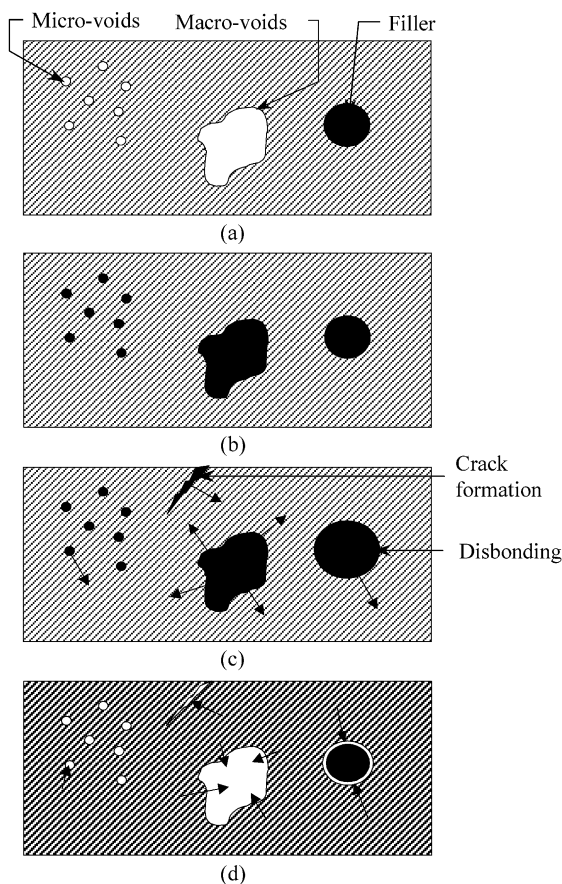 Micro-voids
Macro-voids
Filler
(a)
(b)
Crack
formation
Disbonding
(c)
(d)